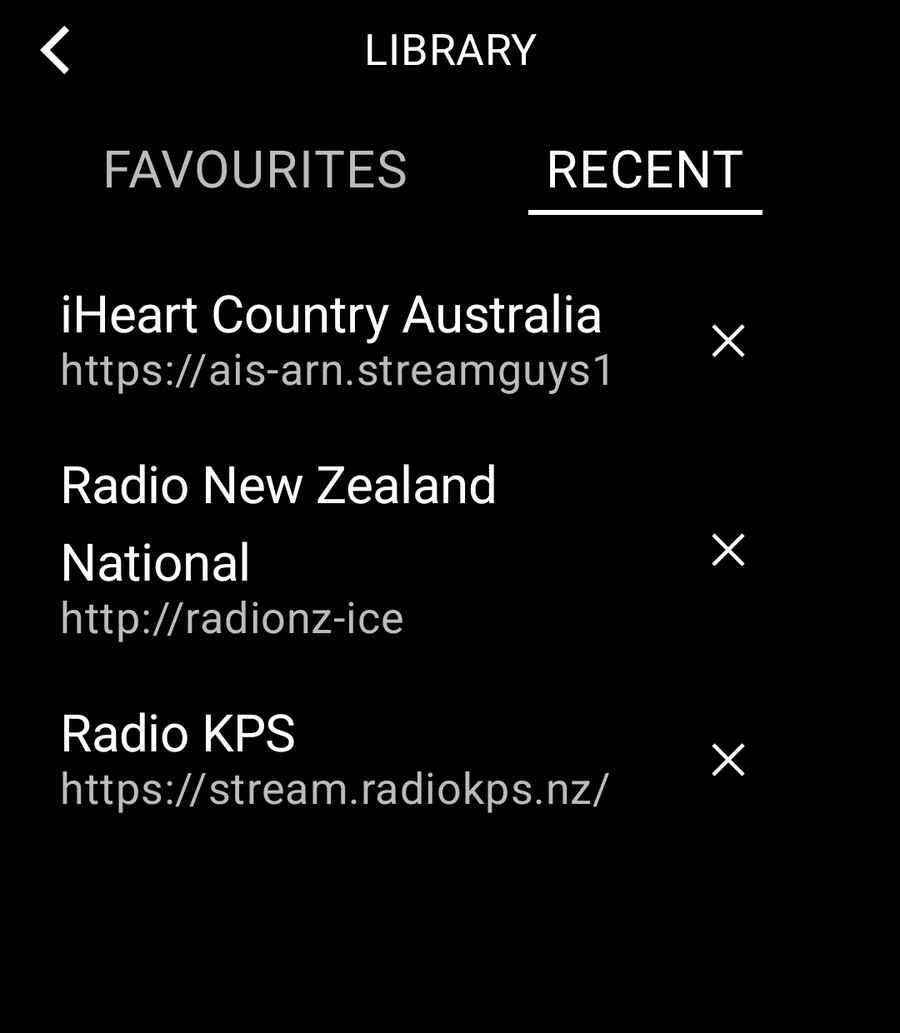 LIBRARY
FAVOURITES RECENT
iHeart Country Australia
https://ais-arn.streamguys1
Radio New Zealand
National
http://radionz-ice
Radio KPS
https://stream.radiokps.nz/